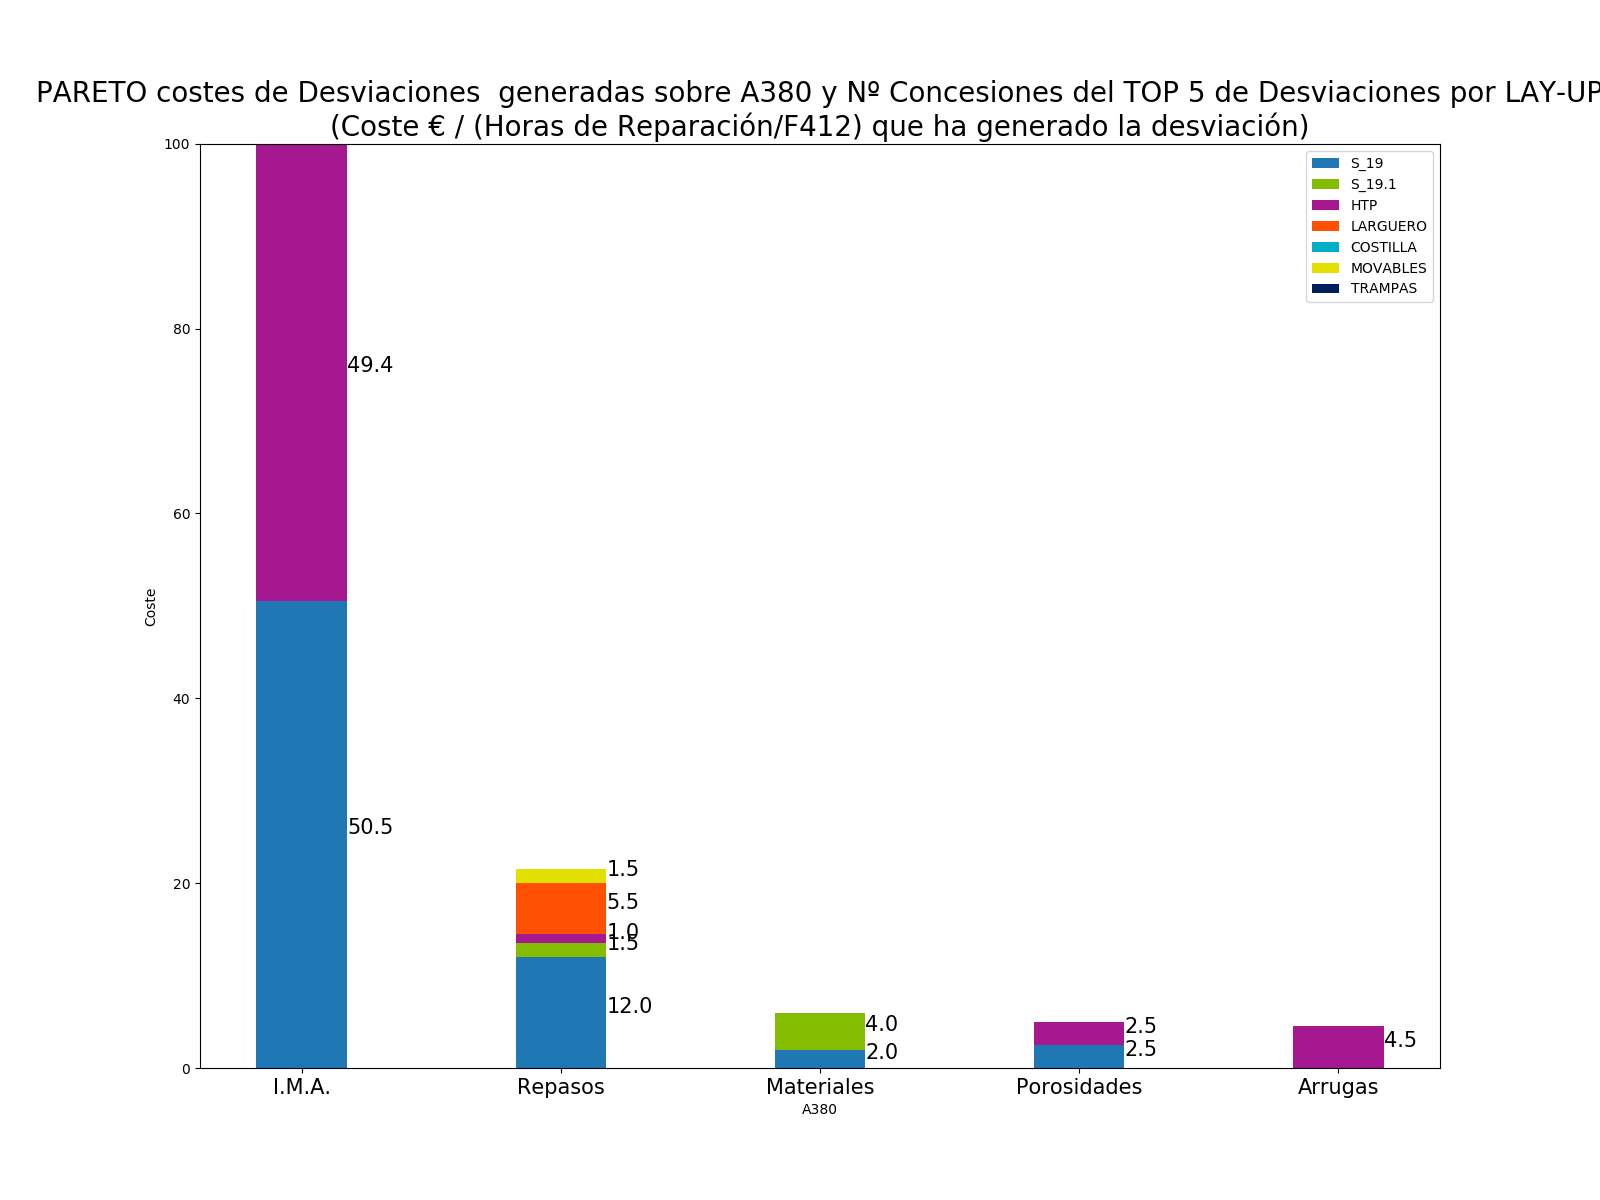 PARETO costes de Desviaciones  generadas sobre A380 y Nº Concesiones del TOP 5 de Desviaciones por LAY-UP
(Coste € / (Horas de Reparación/F412) que ha generado la desviación)
100
80
60
40
20
0
Coste
S_19
S_19.1
HTP
LARGUERO
COSTILLA
MOVABLES
TRAMPAS
49.4
50.5
1.5
5.5
1.0
1.5
12.0
4.0
2.0
2.5
2.5
4.5
I.M.A.
Repasos
Materiales
Porosidades
Arrugas
A380